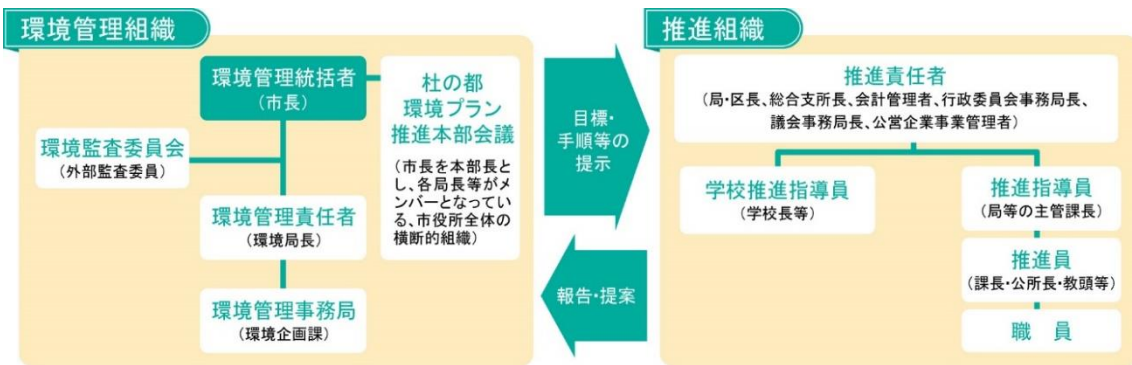 環境管理組織
環境管理統括者
(市長)
杜の都
環境プラン
推進本部会議
(市長を本部長と
し、各局長等がメ
ンバーとなってい
る、市役所全体の
横断的組織)
環境監査委員会
(外部監査委員)
環境管理責任者
(環境局長)
環境管理事務局
(環境企画課)
目標・
手順等の
提示
報告・提案
推進組織
推進責任者
(局・区長、総合支所長、会計管理者、行政委員会事務局長、
議会事務局長、公営企業事業管理者)
学校推進指導員
(学校長等)
推進指導員
(局等の主管課長)
推進員
(課長・公所長・教頭等)
職 員